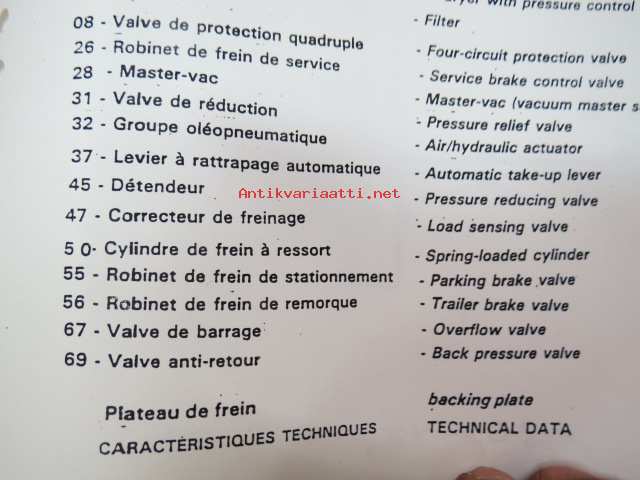 with pressure control
- Filter
08 - Valve de protection quadruple
26 - Robinet de frein de service
28 - Master-vac
31 - Valve de réduction
32 - Groupe oléopneumatique
37 - Levier à rattrapage automatique
45 - Détendeur
47 - Correcteur de freinage
50 - Cylindre de frein à ressort
55 - Robinet de frein de stationnement
56 - Robinet de frein de remorque
67 - Valve de barrage
69 - Valve anti-retour
Plateau de frein
CARACTÉRISTIQUES TECHNIQUES
- Four-circuit protection valve
- Service brake control valve
- Master-vac (vacuum master
- Pressure relief valve
- Air/hydraulic actuator
- Automatic take-up lever
- Pressure reducing valve
- Load sensing valve
- Spring-loaded cylinder
- Parking brake valve
- Trailer brake valve
- Overflow valve
- Back pressure valve
backing plate
TECHNICAL DATA
Antikvariaatti.net